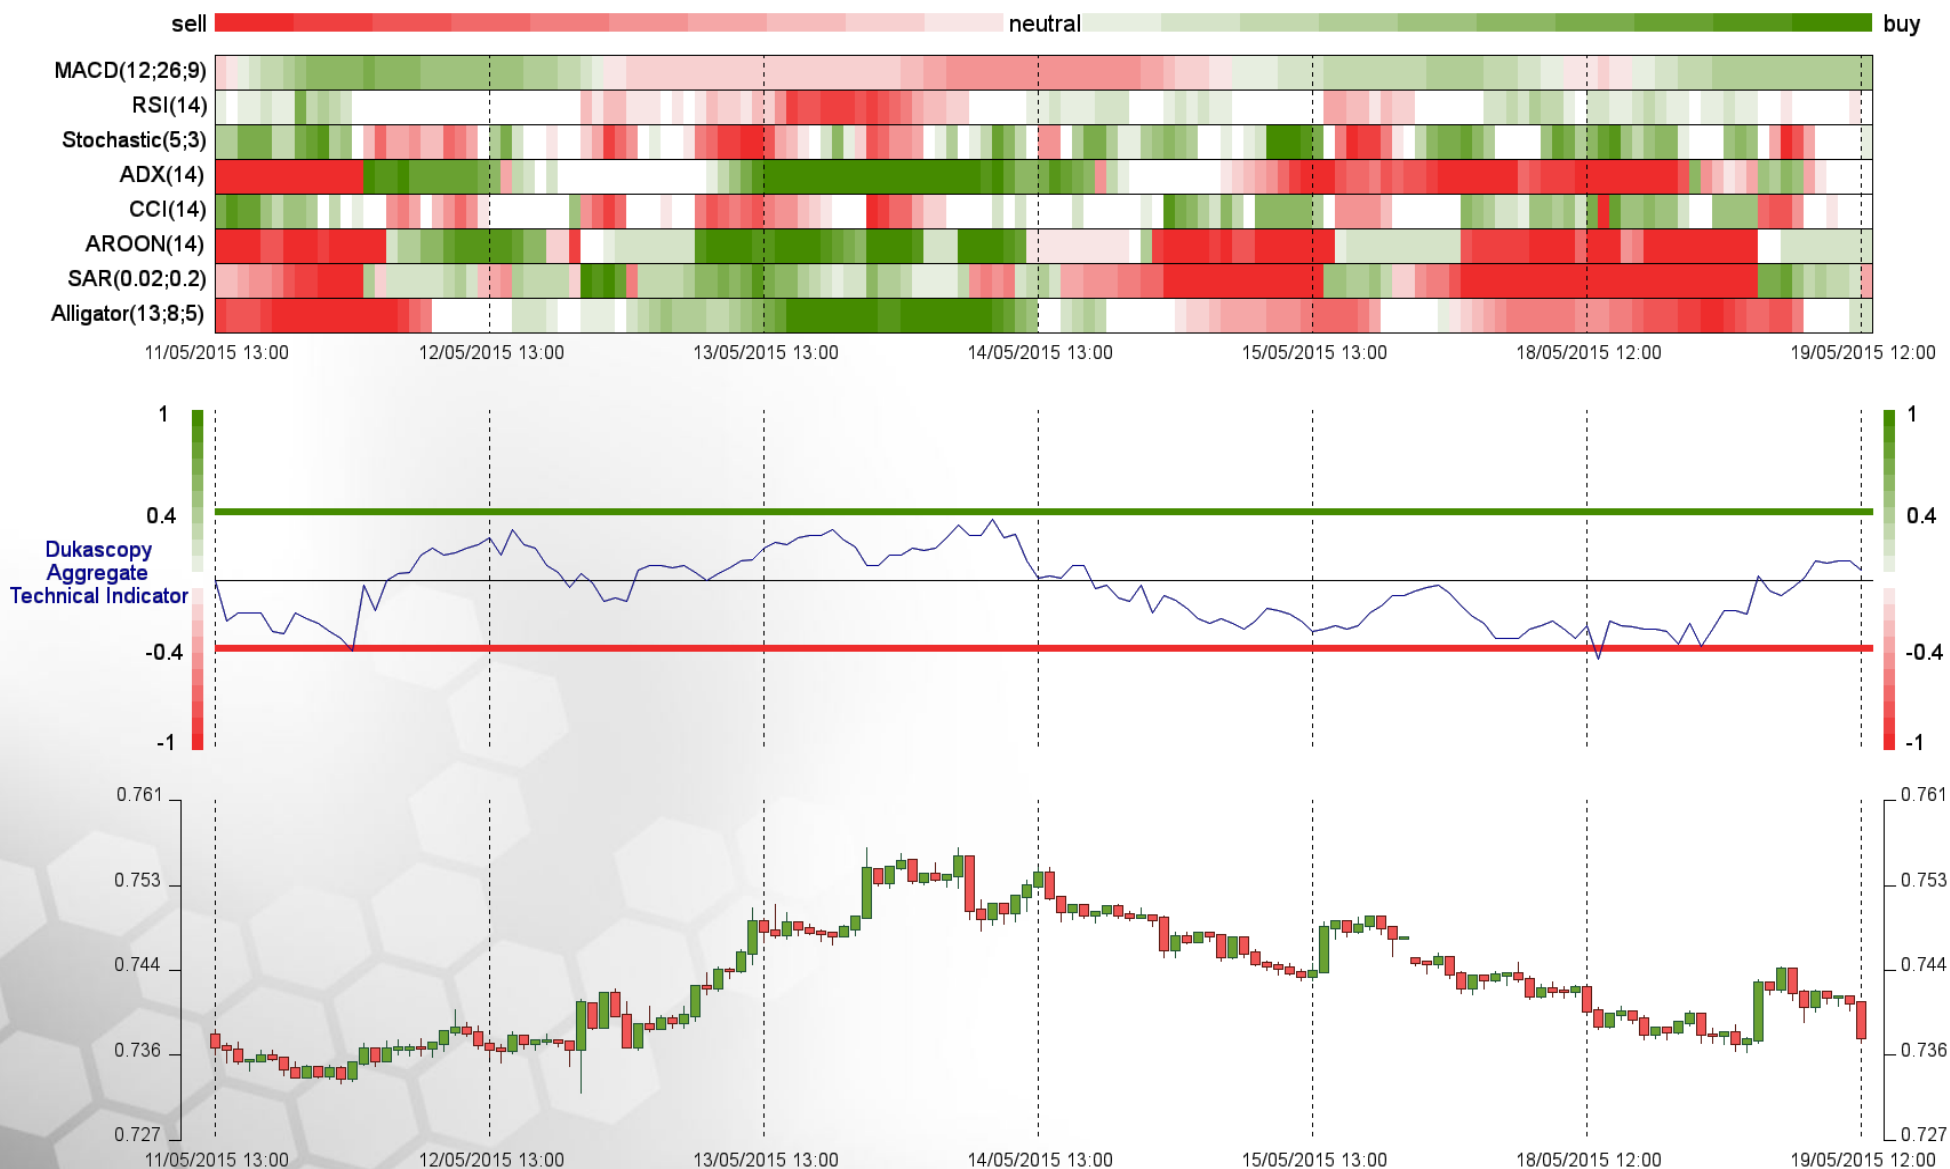 sell neutral buy
MACD(12;26;9)
RSI(14)
Stochastic(5;3)
ADX(14)
CCI(14)
AROON(14)
SAR(0.02;0.2)
Alligator(13;8;5)
11/05/2015 13:00 12/05/2015 13:00 13/05/2015 13:00 14/05/2015 13:00 15/05/2015 13:00 18/05/2015 12:00 19/05/2015 12:00
1 1
0.4 0.4
Dukascopy
Aggregate
Technical Indicator
-0.4 -0.4
-1 -1
0.761 0.761
0.753 0.753
0.744 0.744
0.736 0.736
0.727 0.727
11/05/2015 13:00 12/05/2015 13:00 13/05/2015 13:00 14/05/2015 13:00 15/05/2015 13:00 18/05/2015 12:00 19/05/2015 12:00